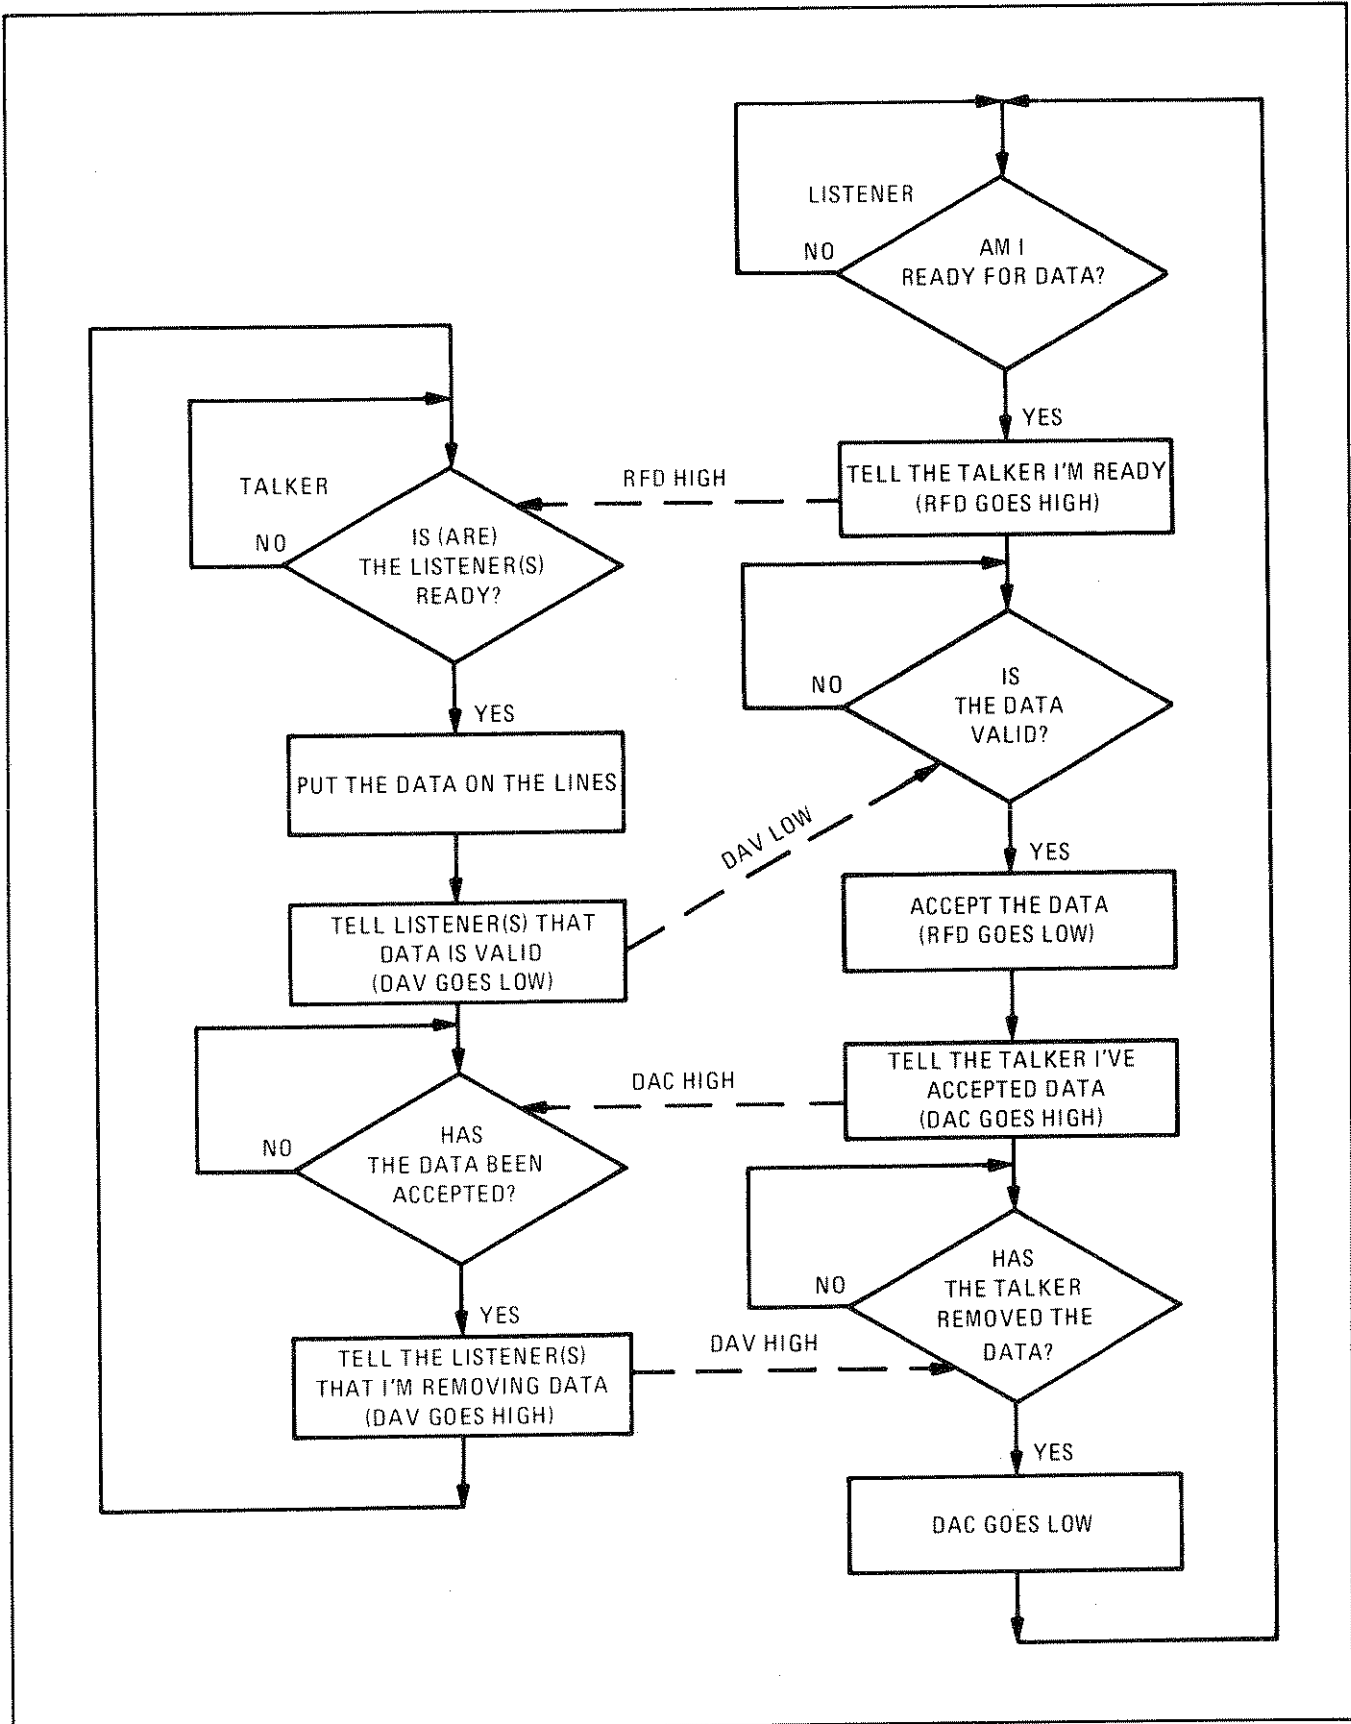 LISTENER
NO
AM I
READY FOR DATA?
YES
TELL THE TALKER I'M READY
(RFD GOES HIGH)
RFD HIGH
TALKER
NO
IS (ARE)
THE LISTENER(S)
READY?
YES
PUT THE DATA ON THE LINES
TELL LISTENER(S) THAT
DATA IS VALID
(DAV GOES LOW)
DAV LOW
NO
IS
THE DATA
VALID?
YES
ACCEPT THE DATA
(RFD GOES LOW)
TELL THE TALKER I'VE
ACCEPTED DATA
(DAC GOES HIGH)
DAC HIGH
NO
HAS
THE DATA BEEN
ACCEPTED?
YES
TELL THE LISTENER(S)
THAT I'M REMOVING DATA
(DAV GOES HIGH)
DAV HIGH
NO
HAS
THE TALKER
REMOVED THE
DATA?
YES
DAC GOES LOW